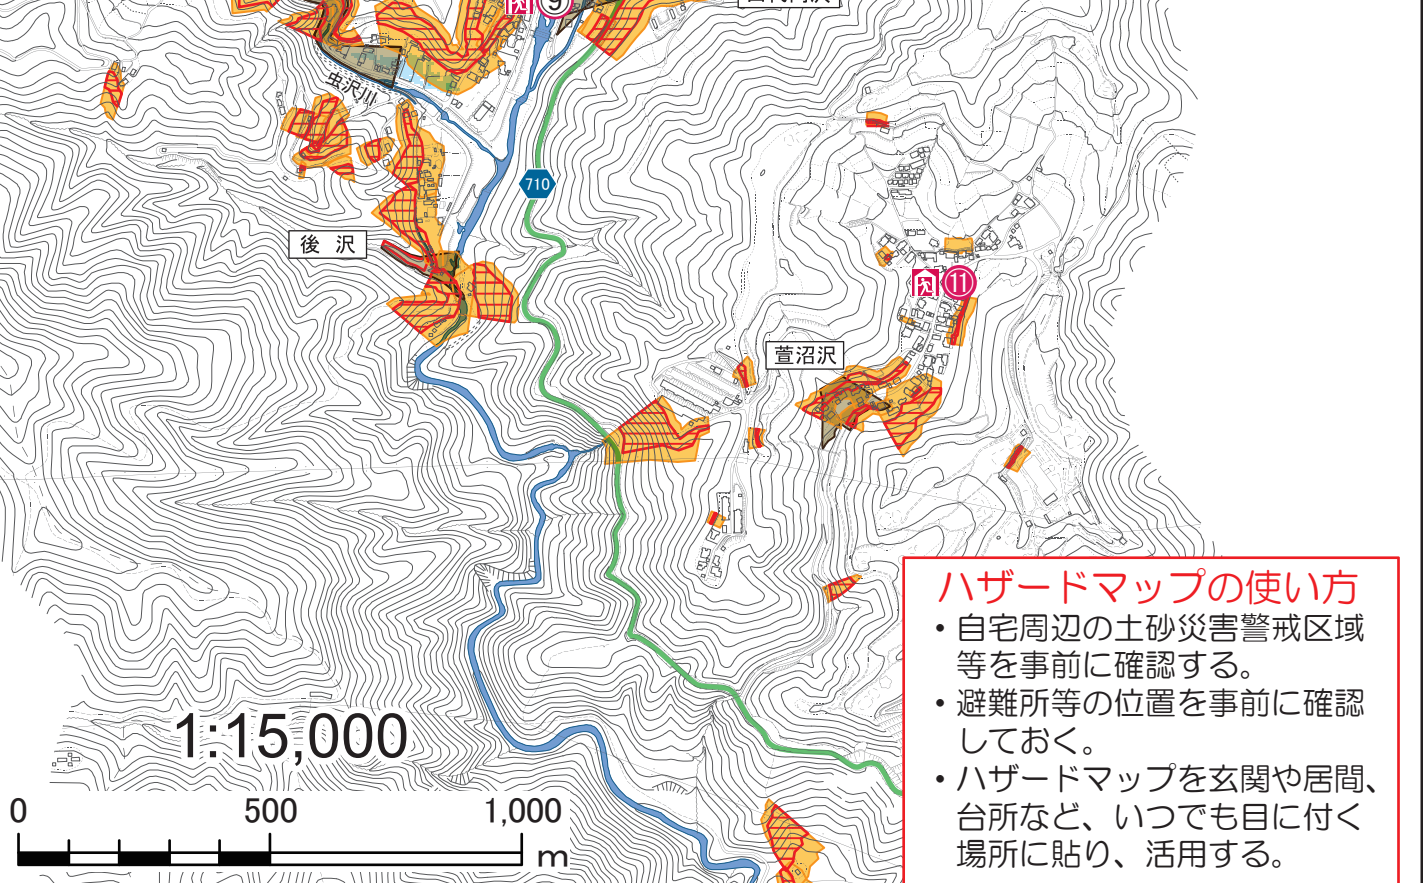 ⑨
虫沢川
710
後 沢
⑪
萱沼沢
ハザードマップの使い方
・自宅周辺の土砂災害警戒区域
等を事前に確認する。
・避難所等の位置を事前に確認
しておく。
・ハザードマップを玄関や居間、
台所など、いつでも目に付く
場所に貼り、活用する。
1:15,000
0 500 1,000
m